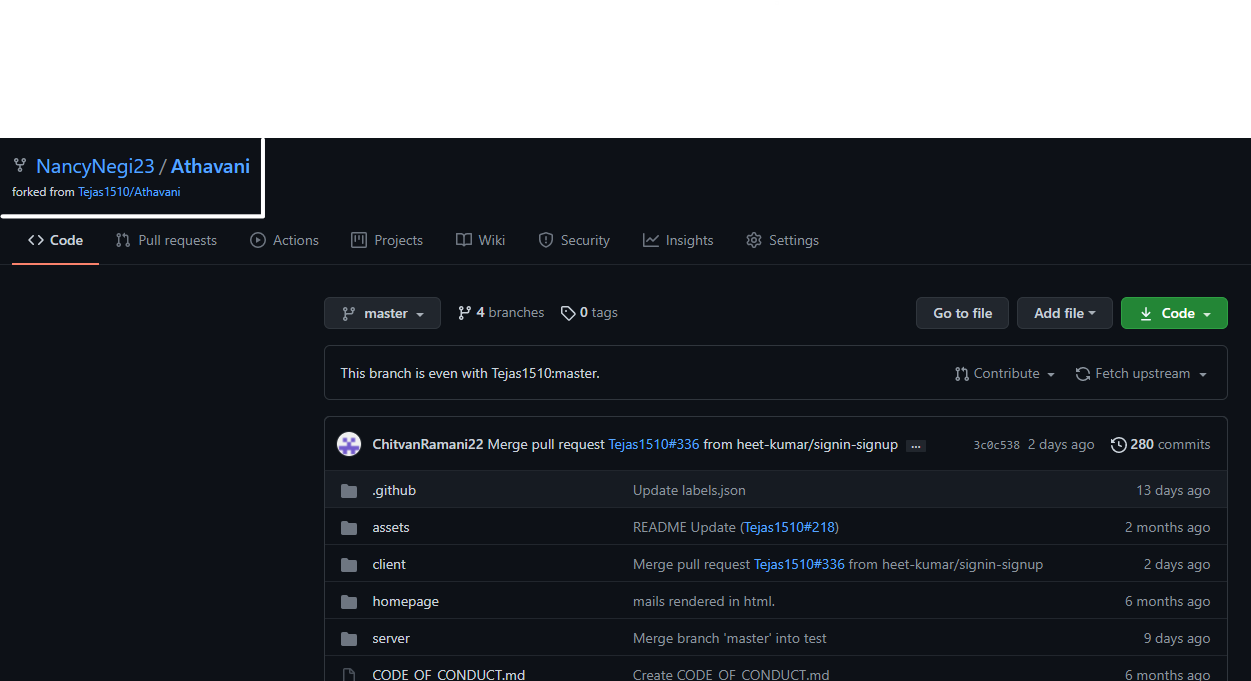 NancyNegi23 / Athavani
forked from Tejas1510/Athavani
Code Pull requests Actions Projects Wiki Security Insights Settings
master 4 branches 0 tags Go to file Add file Code
This branch is even with Tejas1510:master. Contribute Fetch upstream
ChitvanRamani22 Merge pull request Tejas1510#336 from heet-kumar/signin-signup ... 3c0c538 2 days ago 280 commits
.github Update labels.json 13 days ago
assets README Update (Tejas1510#218) 2 months ago
client Merge pull request Tejas1510#336 from heet-kumar/signin-signup 2 days ago
homepage mails rendered in html. 6 months ago
server Merge branch 'master' into test 9 days ago
CODE_OF_CONDUCT.md Create CODE_OF_CONDUCT.md 6 months ago